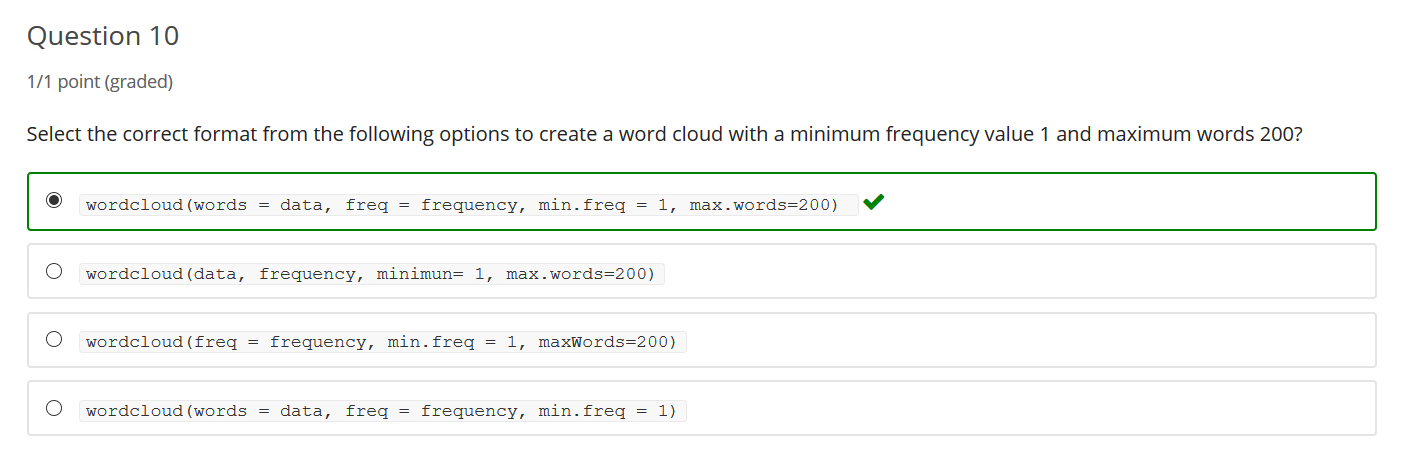 Question 10
1/1 point (graded)
Select the correct format from the following options to create a word cloud with a minimum frequency value 1 and maximum words 200?
wordcloud(words = data, freq = frequency, min.freq = 1, max.words=200)
wordcloud(data, frequency, minimun= 1, max.words=200)
wordcloud(freq = frequency, min.freq = 1, maxWords=200)
wordcloud(words = data, freq = frequency, min.freq = 1)